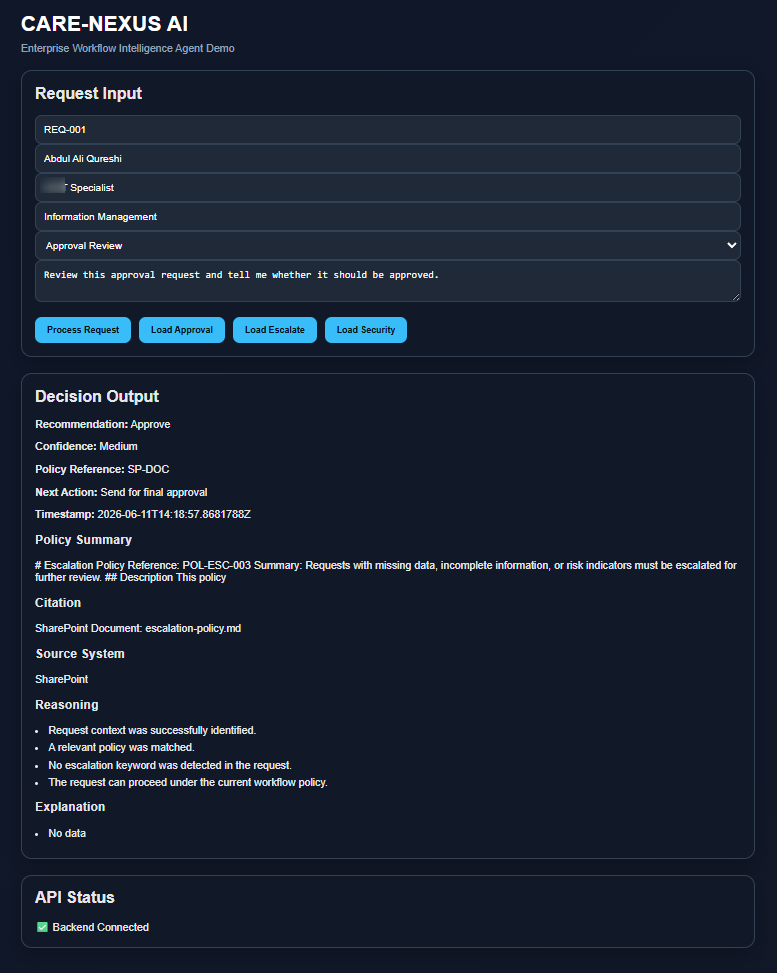 CARE-NEXUS AI
Enterprise Workflow Intelligence Agent Demo
Request Input
REQ-001
Abdul Ali Qureshi
Specialist
Information Management
Approval Review
Review this approval request and tell me whether it should be approved.
Process Request
Load Approval
Load Escalate
Load Security
Decision Output
Recommendation: Approve
Confidence: Medium
Policy Reference: SP-DOC
Next Action: Send for final approval
Timestamp: 2026-06-11T14:18:57.8681788Z
Policy Summary
# Escalation Policy Reference: POL-ESC-003 Summary: Requests with missing data, incomplete information, or risk indicators must be escalated for
further review. ## Description This policy
Citation
SharePoint Document: escalation-policy.md
Source System
SharePoint
Reasoning
• Request context was successfully identified.
• A relevant policy was matched.
• No escalation keyword was detected in the request.
• The request can proceed under the current workflow policy.
Explanation
• No data
API Status
✅ Backend Connected